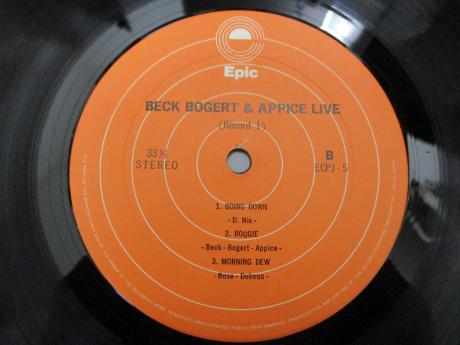 Epic
BECK BOGERT & APPICE LIVE
(Record 1)
33⅓
STEREO
B
ECPJ - 5
1. GOING DOWN
- D. Nix -
2. BOOGIE
- Beck - Bogert - Appice -
3. MORNING DEW
- Rose - Dobson -